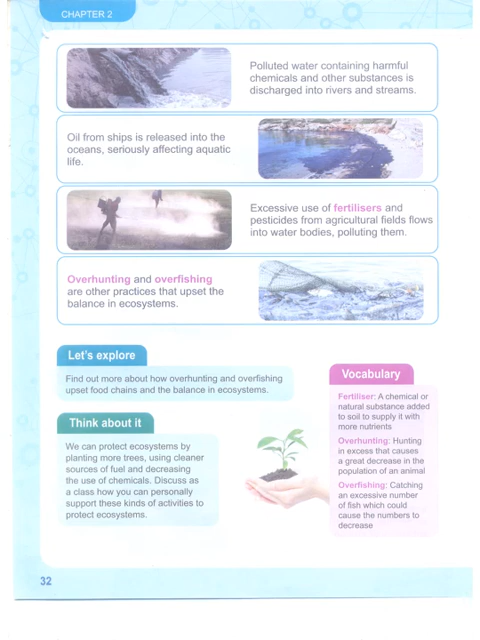 CHAPTER 2
Polluted water containing harmful
chemicals and other substances is
discharged into rivers and streams.
Oil from ships is released into the
oceans, seriously affecting aquatic
life.
Excessive use of fertilisers and
pesticides from agricultural fields flows
into water bodies, polluting them.
Overhunting and overfishing
are other practices that upset the
balance in ecosystems.
Let's explore
Find out more about how overhunting and overfishing
upset food chains and the balance in ecosystems.
Think about it
We can protect ecosystems by
planting more trees, using cleaner
sources of fuel and decreasing
the use of chemicals. Discuss as
a class how you can personally
support these kinds of activities to
protect ecosystems.
Vocabulary
Fertiliser: A chemical or
natural substance added
to soil to supply it with
more nutrients
Overhunting: Hunting
in excess that causes
a great decrease in the
population of an animal
Overfishing: Catching
an excessive number
of fish which could
cause the numbers to
decrease
32